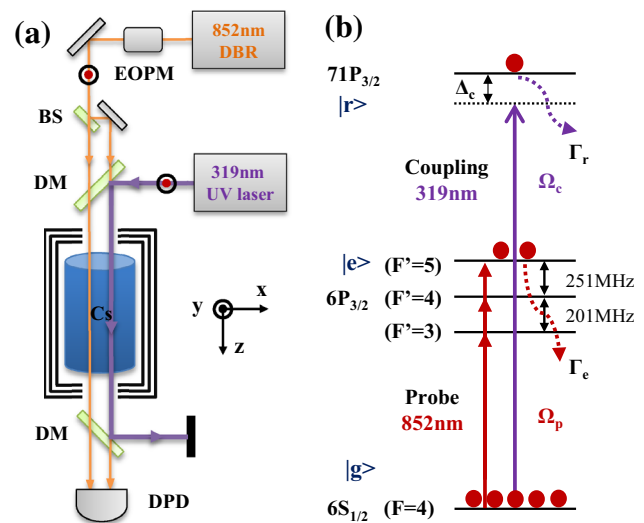 (a)
852nm
DBR
EOPM
BS
DM
319nm
UV laser
Cs
y
x
z
DM
DPD
(b)
71P3/2
|r>
Δc
Γr
Coupling
319nm
Ωc
|e>
(F'=5)
251MHz
6P3/2
(F'=4)
201MHz
(F'=3)
Γe
Probe
852nm
Ωp
|g>
6S1/2
(F=4)